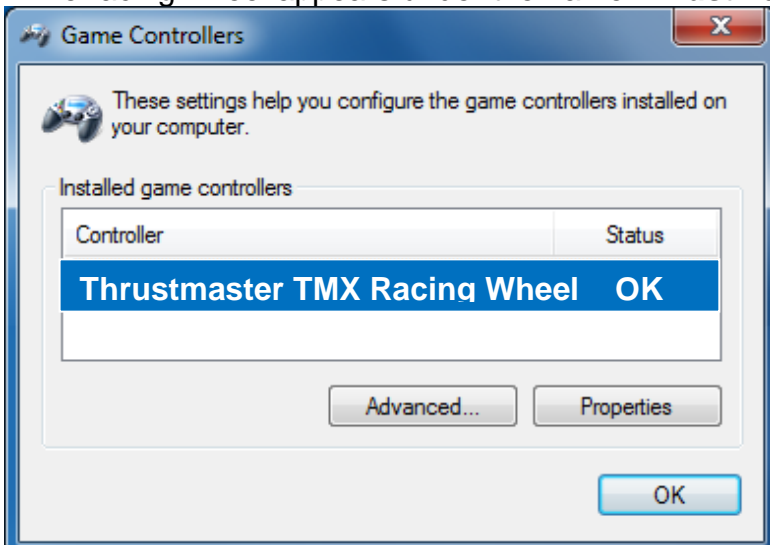 Game Controllers
These settings help you configure the game controllers installed on
your computer.
Installed game controllers
Controller Status
Thrustmaster TMX Racing Wheel OK
Advanced... Properties
OK